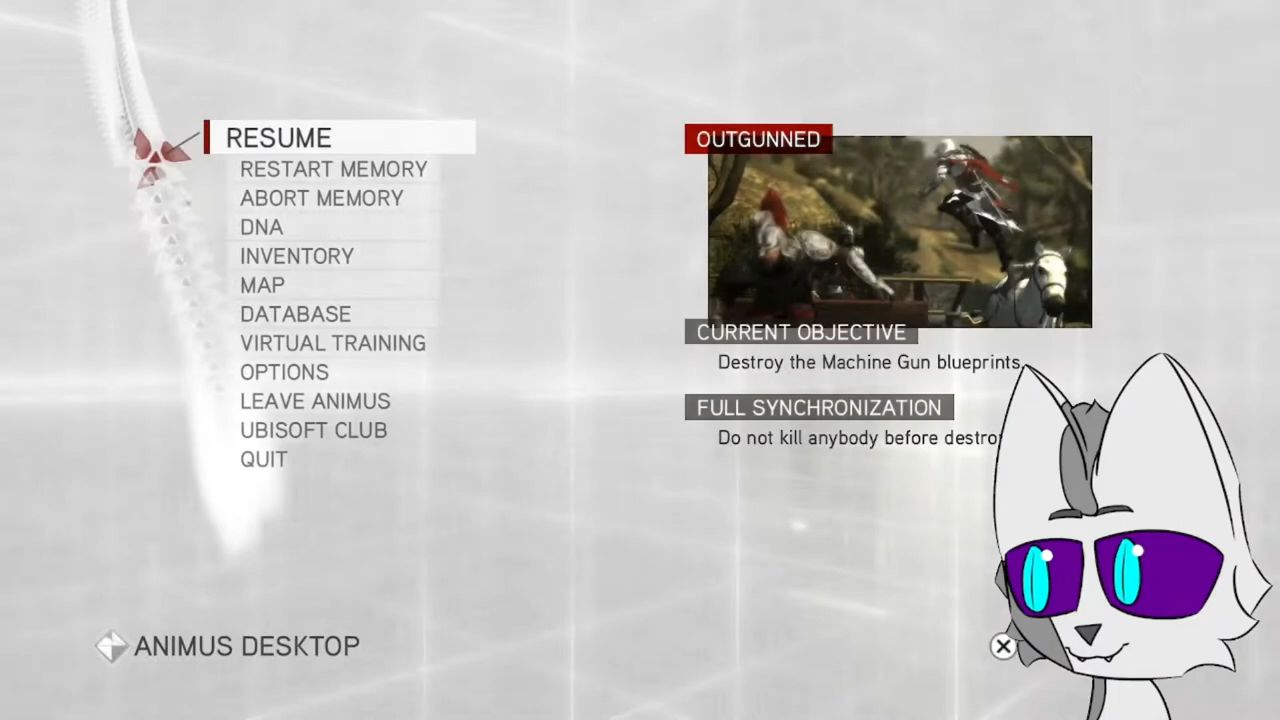 RESUME
RESTART MEMORY
ABORT MEMORY
DNA
INVENTORY
MAP
DATABASE
VIRTUAL TRAINING
OPTIONS
LEAVE ANIMUS
UBISOFT CLUB
QUIT
ANIMUS DESKTOP
OUTGUNNED
CURRENT OBJECTIVE
Destroy the Machine Gun blueprints.
FULL SYNCHRONIZATION
Do not kill anybody before